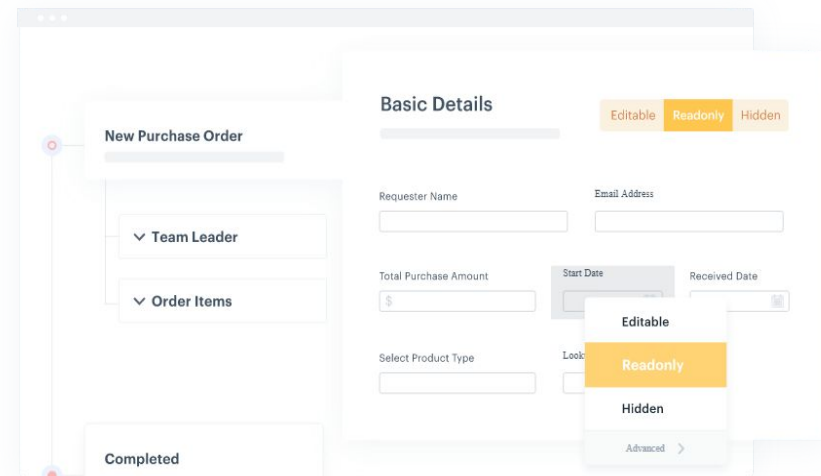 Basic Details
Editable Readonly Hidden
New Purchase Order
Requester Name
Email Address
Team Leader
Total Purchase Amount
Start Date
Received Date
$
Order Items
Editable
Select Product Type
Readonly
Hidden
Advanced
Completed